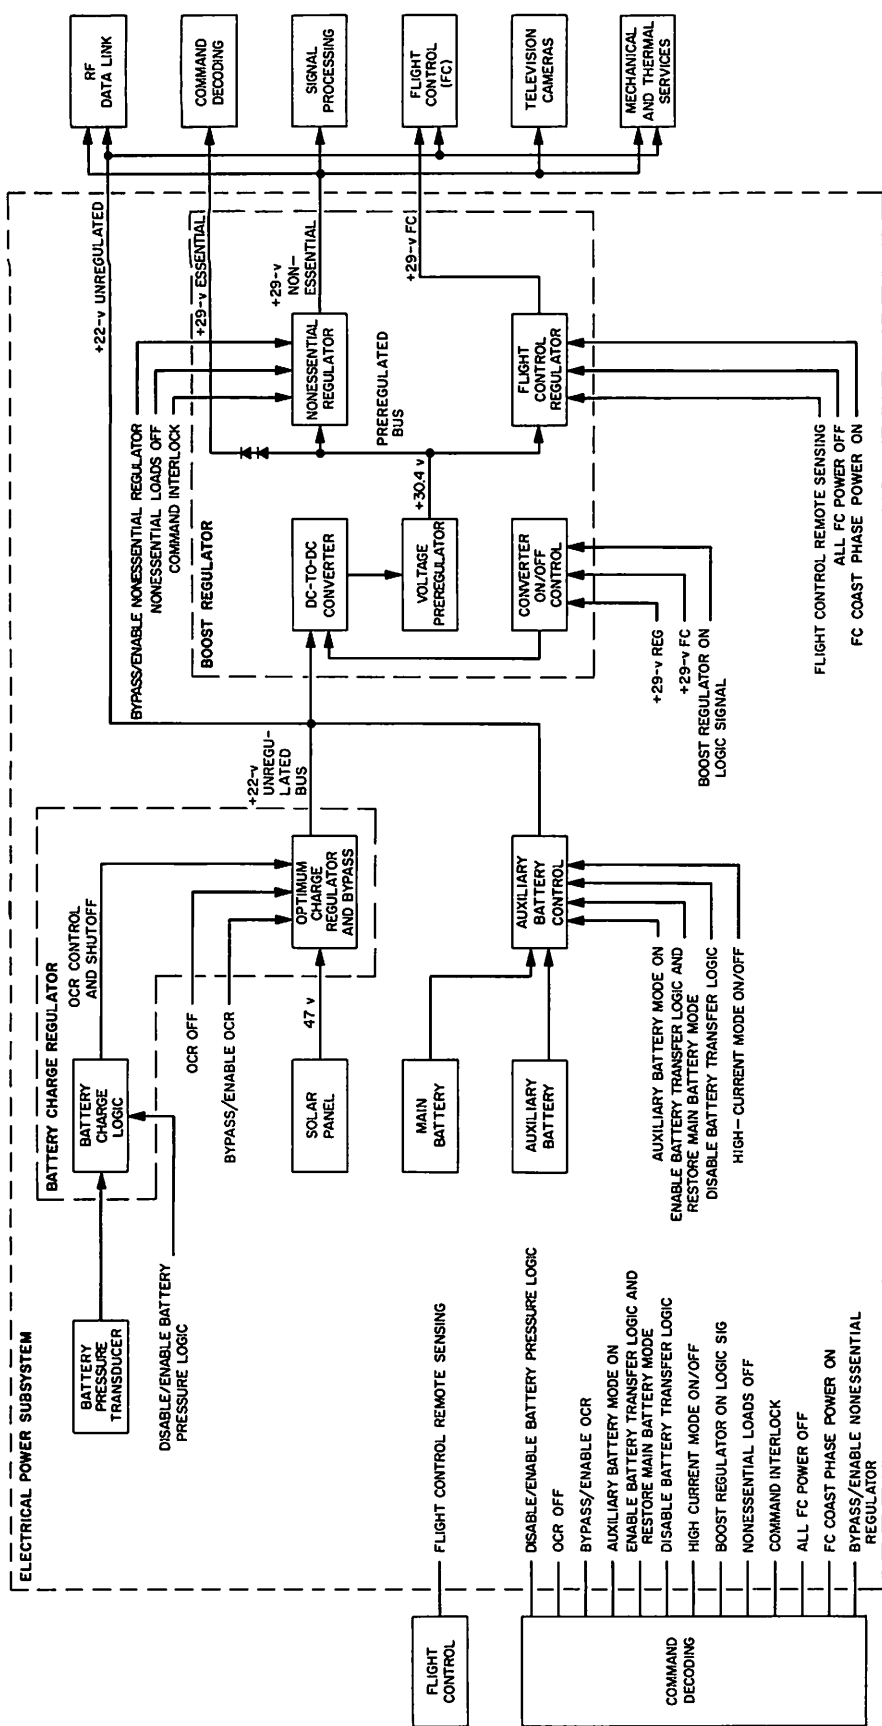 ELECTRICAL POWER SUBSYSTEM
BATTERY
PRESSURE
TRANSDUCER
DISABLE/ENABLE BATTERY
PRESSURE LOGIC
BATTERY CHARGE REGULATOR
BATTERY
CHARGE
LOGIC
OCR CONTROL
AND SHUTOFF
OCR OFF
BYPASS/ENABLE OCR
SOLAR
PANEL
47 v
OPTIMUM
CHARGE
REGULATOR
AND BYPASS
+22-v
UNREGU-
LATED
BUS
MAIN
BATTERY
AUXILIARY
BATTERY
AUXILIARY
BATTERY
CONTROL
AUXILIARY BATTERY MODE ON
ENABLE BATTERY TRANSFER LOGIC AND
RESTORE MAIN BATTERY MODE
DISABLE BATTERY TRANSFER LOGIC
HIGH-CURRENT MODE ON/OFF
+22-v UNREGULATED
BYPASS/ENABLE NONESSENTIAL REGULATOR
NONESSENTIAL LOADS OFF
COMMAND INTERLOCK
BOOST REGULATOR
DC-TO-DC
CONVERTER
VOLTAGE
PREREGULATOR
CONVERTER
ON/OFF
CONTROL
+29-v REG
+29-v FC
BOOST REGULATOR ON
LOGIC SIGNAL
+30.4 v
PREREGULATED
BUS
NONESSENTIAL
REGULATOR
FLIGHT
CONTROL
REGULATOR
+29-v ESSENTIAL
+29-v
NON-
ESSENTIAL
+29-v FC
FLIGHT CONTROL REMOTE SENSING
ALL FC POWER OFF
FC COAST PHASE POWER ON
RF
DATA LINK
COMMAND
DECODING
SIGNAL
PROCESSING
FLIGHT
CONTROL
(FC)
TELEVISION
CAMERAS
MECHANICAL
AND THERMAL
SERVICES
FLIGHT
CONTROL
FLIGHT CONTROL REMOTE SENSING
COMMAND
DECODING
DISABLE/ENABLE BATTERY PRESSURE LOGIC
OCR OFF
BYPASS/ENABLE OCR
AUXILIARY BATTERY MODE ON
ENABLE BATTERY TRANSFER LOGIC AND
RESTORE MAIN BATTERY MODE
DISABLE BATTERY TRANSFER LOGIC
HIGH CURRENT MODE ON/OFF
BOOST REGULATOR ON LOGIC SIG
NONESSENTIAL LOADS OFF
COMMAND INTERLOCK
ALL FC POWER OFF
FC COAST PHASE POWER ON
BYPASS/ENABLE NONESSENTIAL
REGULATOR